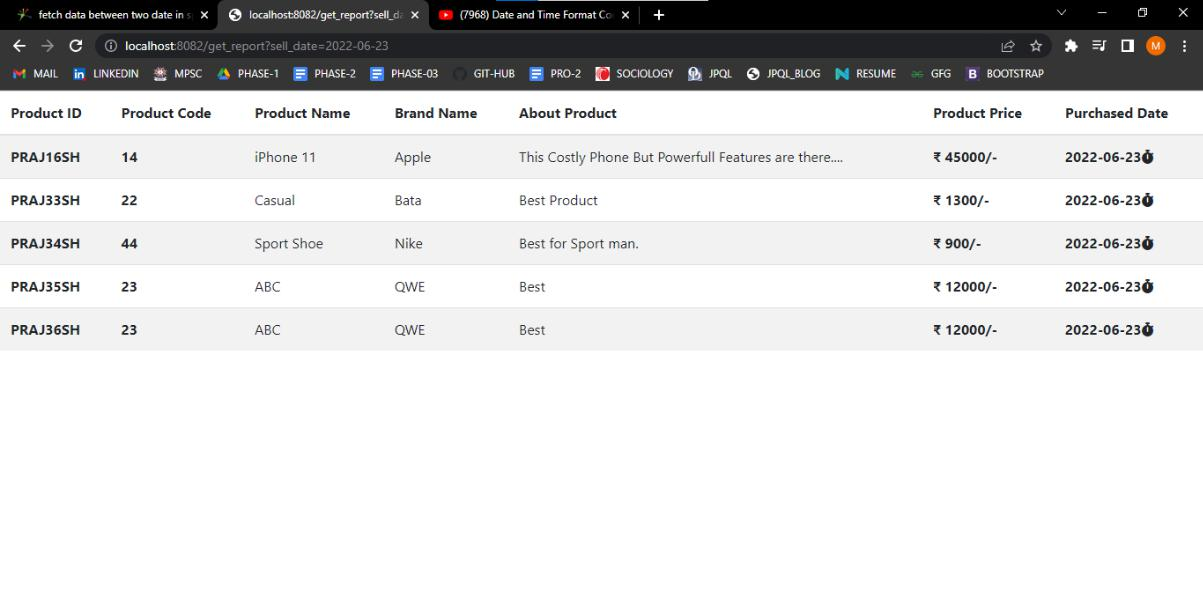 fetch data between two date in s
localhost:8082/get_report?sell_da
(7968) Date and Time Format Co
localhost:8082/get_report?sell_date=2022-06-23
M
MAIL LINKEDIN MPSC PHASE-1 PHASE-2 PHASE-03 GIT-HUB PRO-2 SOCIOLOGY JPQL JPQL_BLOG RESUME GFG B BOOTSTRAP
Product ID Product Code Product Name Brand Name About Product Product Price Purchased Date
PRAJ16SH 14 iPhone 11 Apple This Costly Phone But Powerfull Features are there.... ₹ 45000/- 2022-06-23
PRAJ33SH 22 Casual Bata Best Product ₹ 1300/- 2022-06-23
PRAJ34SH 44 Sport Shoe Nike Best for Sport man. ₹ 900/- 2022-06-23
PRAJ35SH 23 ABC QWE Best ₹ 12000/- 2022-06-23
PRAJ36SH 23 ABC QWE Best ₹ 12000/- 2022-06-23